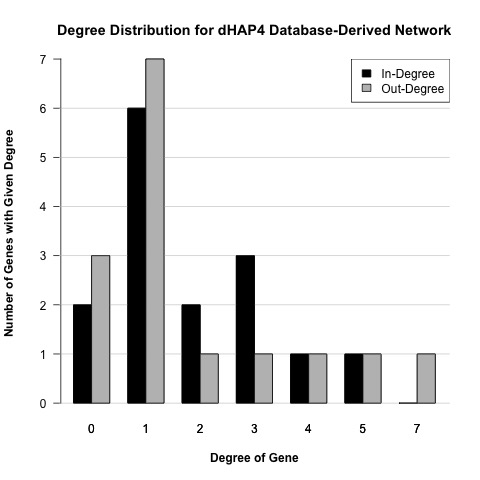 Degree Distribution for dHAP4 Database-Derived Network
In-Degree
Out-Degree
Number of Genes with Given Degree
7
6
5
4
3
2
1
0
0 1 2 3 4 5 7
Degree of Gene